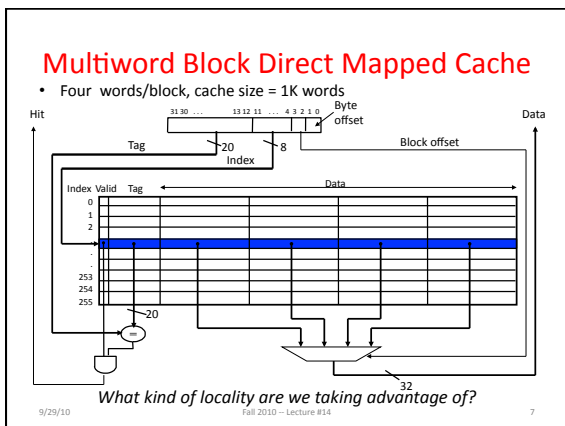 Multiword Block Direct Mapped Cache
• Four words/block, cache size = 1K words
Hit
31 30 . . . 13 12 11 . . . 4 3 2 1 0
Byte offset
Data
Tag
20
8
Block offset
Index
Data
Index Valid Tag
0
1
2
.
.
.
253
254
255
20
=
32
What kind of locality are we taking advantage of?
9/29/10
Fall 2010 -- Lecture #14
7